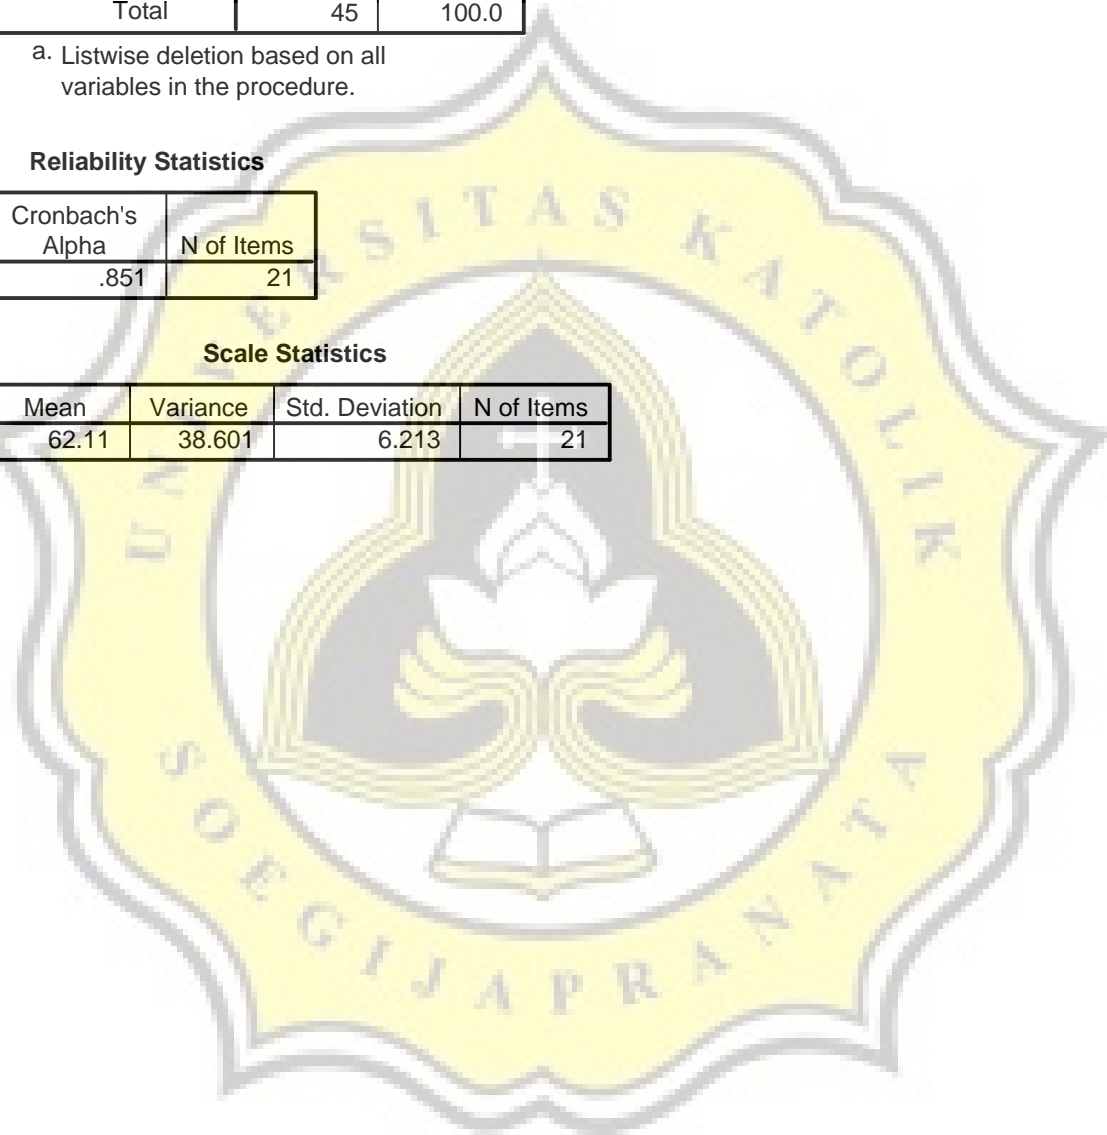 Total 45 100.0
a. Listwise deletion based on all
variables in the procedure.
Reliability Statistics
Cronbach's
Alpha N of Items
.851 21
Scale Statistics
Mean Variance Std. Deviation N of Items
62.11 38.601 6.213 21
UNIVERSITAS KATOLIK
SOEGIJAPRANATA